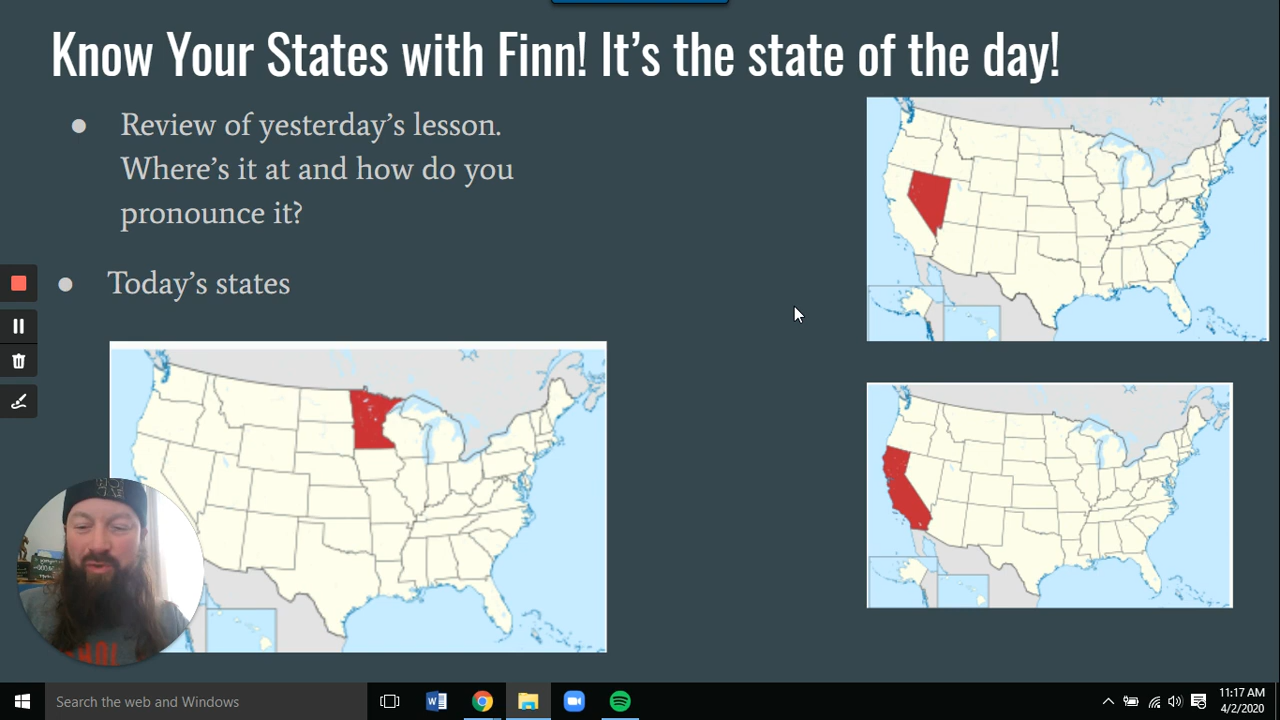 Know Your States with Finn! It's the state of the day!
● Review of yesterday's lesson.
Where's it at and how do you
pronounce it?
● Today's states
Search the web and Windows
11:17 AM
4/2/2020